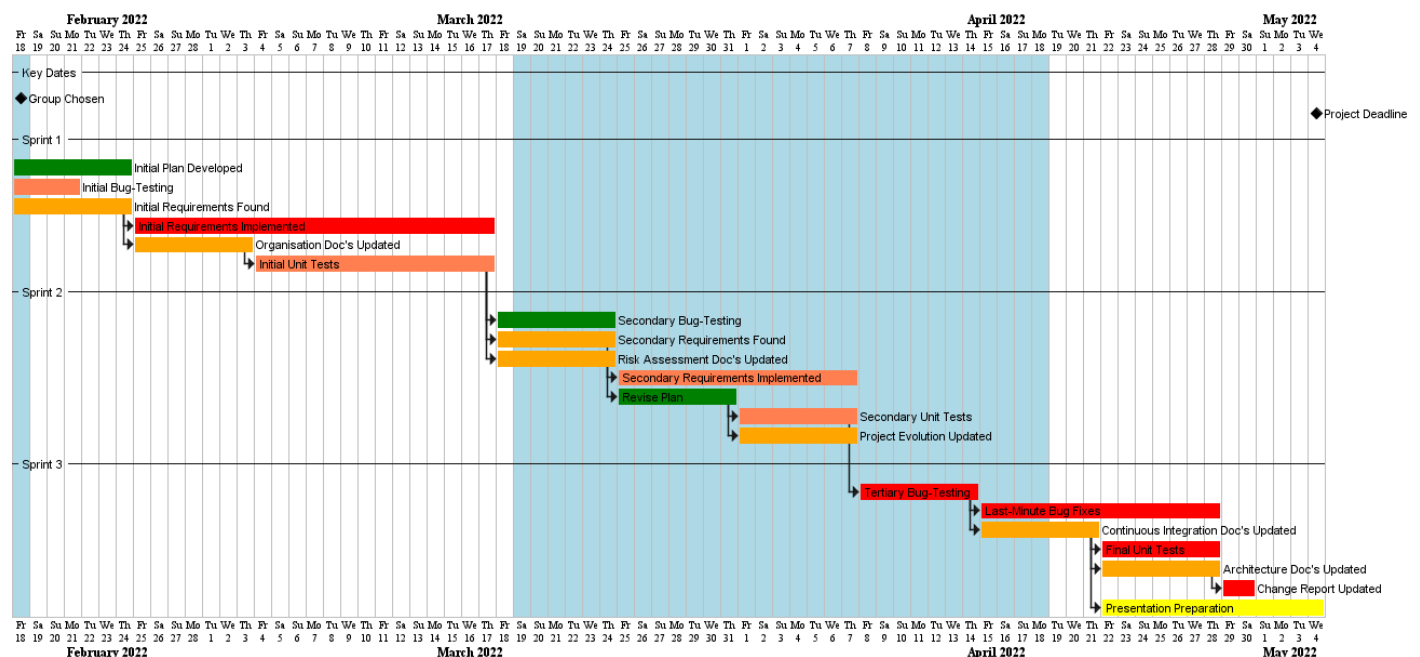 February 2022 March 2022 April 2022 May 2022
Fr Sa Su Mo Tu We Th Fr Sa Su Mo Tu We Th Fr Sa Su Mo Tu We Th Fr Sa Su Mo Tu We Th Fr Sa Su Mo Tu We Th Fr Sa Su Mo Tu We Th Fr Sa Su Mo Tu We Th Fr Sa Su Mo Tu We Th Fr Sa Su Mo Tu We Th Fr Sa Su Mo Tu We Th Fr Sa Su Mo Tu We
18 19 20 21 22 23 24 25 26 27 28 1 2 3 4 5 6 7 8 9 10 11 12 13 14 15 16 17 18 19 20 21 22 23 24 25 26 27 28 29 30 31 1 2 3 4 5 6 7 8 9 10 11 12 13 14 15 16 17 18 19 20 21 22 23 24 25 26 27 28 29 30 1 2 3 4
Key Dates
Group Chosen
Project Deadline
Sprint 1
Initial Plan Developed
Initial Bug-Testing
Initial Requirements Found
Initial Requirements Implemented
Organisation Doc's Updated
Initial Unit Tests
Sprint 2
Secondary Bug-Testing
Secondary Requirements Found
Risk Assessment Doc's Updated
Secondary Requirements Implemented
Revise Plan
Secondary Unit Tests
Project Evolution Updated
Sprint 3
Tertiary Bug-Testing
Last-Minute Bug Fixes
Continuous Integration Doc's Updated
Final Unit Tests
Architecture Doc's Updated
Change Report Updated
Presentation Preparation
Fr Sa Su Mo Tu We Th Fr Sa Su Mo Tu We Th Fr Sa Su Mo Tu We Th Fr Sa Su Mo Tu We Th Fr Sa Su Mo Tu We Th Fr Sa Su Mo Tu We Th Fr Sa Su Mo Tu We Th Fr Sa Su Mo Tu We Th Fr Sa Su Mo Tu We Th Fr Sa Su Mo Tu We Th Fr Sa Su Mo Tu We
18 19 20 21 22 23 24 25 26 27 28 1 2 3 4 5 6 7 8 9 10 11 12 13 14 15 16 17 18 19 20 21 22 23 24 25 26 27 28 29 30 31 1 2 3 4 5 6 7 8 9 10 11 12 13 14 15 16 17 18 19 20 21 22 23 24 25 26 27 28 29 30 1 2 3 4
February 2022 March 2022 April 2022 May 2022